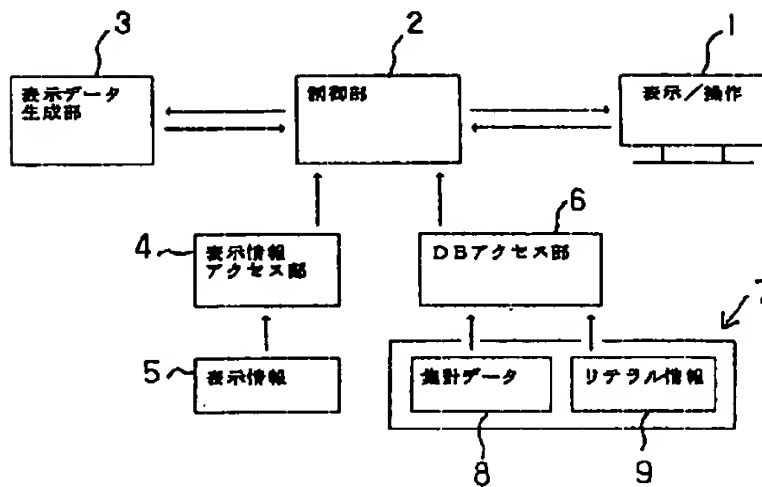 3
2
1
表示データ
生成部
制御部
表示/操作
6
4
表示情報
アクセス部
DBアクセス部
7
5
表示情報
集計データ
リテラル情報
8
9